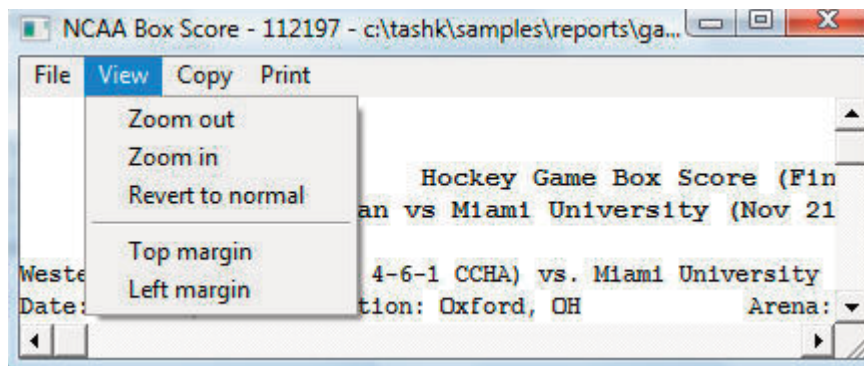 NCAA Box Score - 112197 - c:\tashk\samples\reports\ga...
File View Copy Print
Zoom out
Zoom in
Revert to normal
Top margin
Left margin
Hockey Game Box Score (Fin
an vs Miami University (Nov 21
Weste 4-6-1 CCHA) vs. Miami University
Date: tion: Oxford, OH Arena: